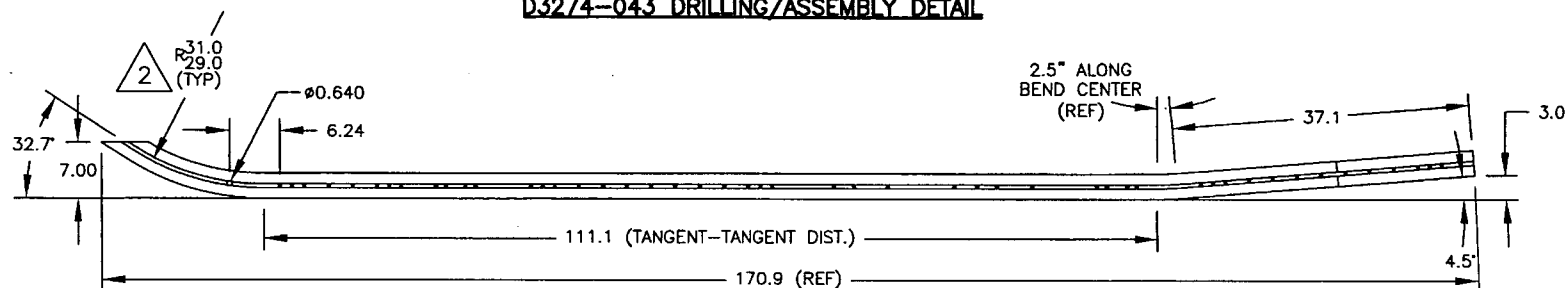 D3274-043 DRILLING/ASSEMBLY DETAIL
2
R31.0
29.0
(TYP)
ø0.640
6.24
2.5" ALONG
BEND CENTER
(REF)
37.1
3.0
32.7°
7.00
111.1 (TANGENT-TANGENT DIST.)
4.5°
170.9 (REF)